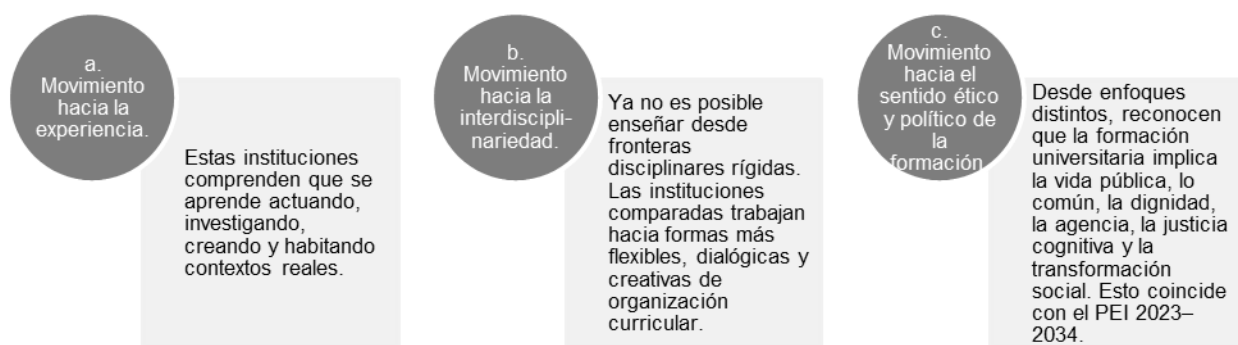 a.
Movimiento
hacia la
experiencia.
Estas instituciones
comprenden que se
aprende actuando,
investigando,
creando y habitando
contextos reales.
b.
Movimiento
hacia la
interdiscipli-
nariedad.
Ya no es posible
enseñar desde
fronteras
disciplinares rígidas.
Las instituciones
comparadas trabajan
hacia formas más
flexibles, dialógicas y
creativas de
organización
curricular.
c.
Movimiento
hacia el
sentido ético
y político de
la
formación.
Desde enfoques
distintos, reconocen
que la formación
universitaria implica
la vida pública, lo
común, la dignidad,
la agencia, la justicia
cognitiva y la
transformación
social. Esto coincide
con el PEI 2023–
2034.